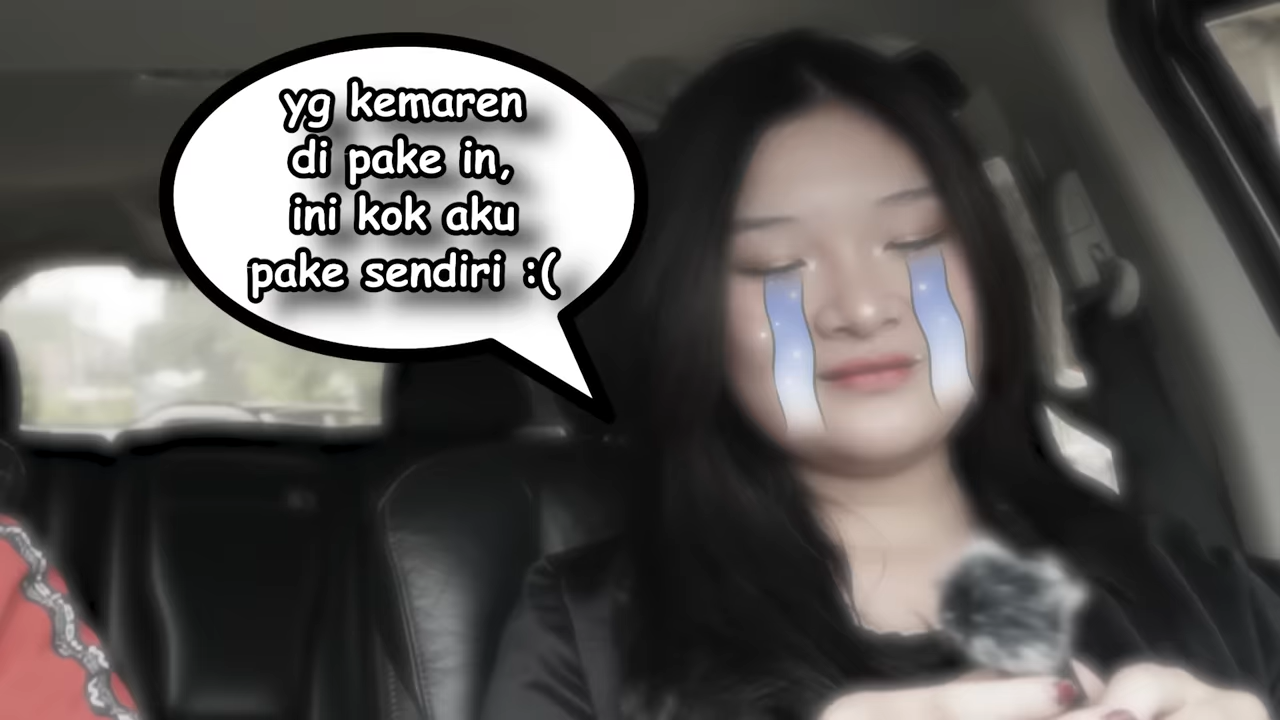 yg kemaren
di pake in,
ini kok aku
pake sendiri :(